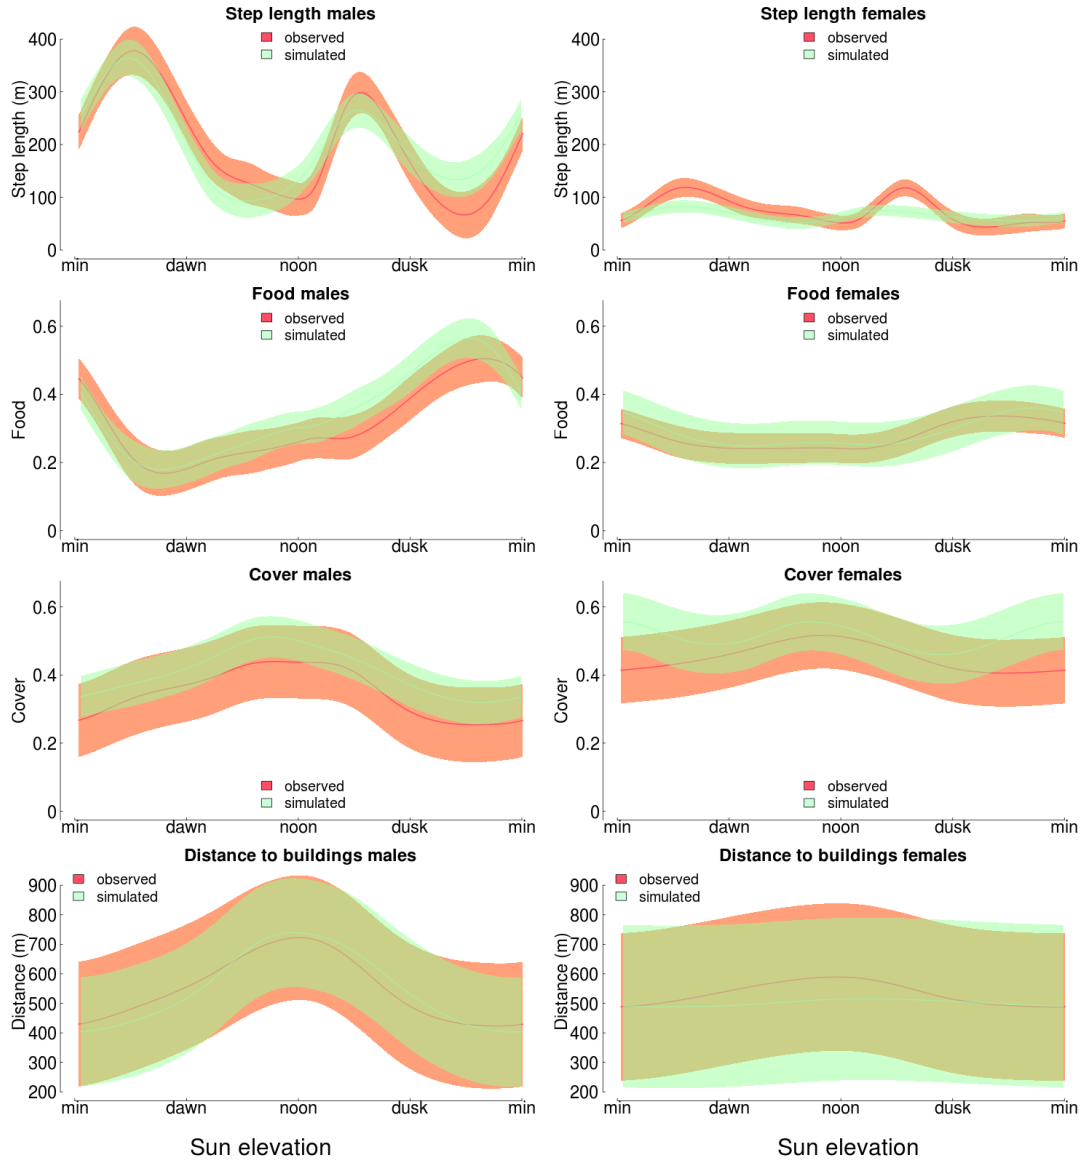 Step length males
observed
simulated
400
300
200
100
0
Step length (m)
min dawn noon dusk min
Step length females
observed
simulated
400
300
200
100
0
Step length (m)
min dawn noon dusk min
Food males
observed
simulated
0.6
0.4
0.2
0
Food
min dawn noon dusk min
Food females
observed
simulated
0.6
0.4
0.2
0
Food
min dawn noon dusk min
Cover males
0.6
0.4
0.2
0
Cover
observed
simulated
min dawn noon dusk min
Cover females
0.6
0.4
0.2
0
Cover
observed
simulated
min dawn noon dusk min
Distance to buildings males
observed
simulated
900
800
700
600
500
400
300
200
Distance (m)
min dawn noon dusk min
Sun elevation
Distance to buildings females
observed
simulated
900
800
700
600
500
400
300
200
Distance (m)
min dawn noon dusk min
Sun elevation